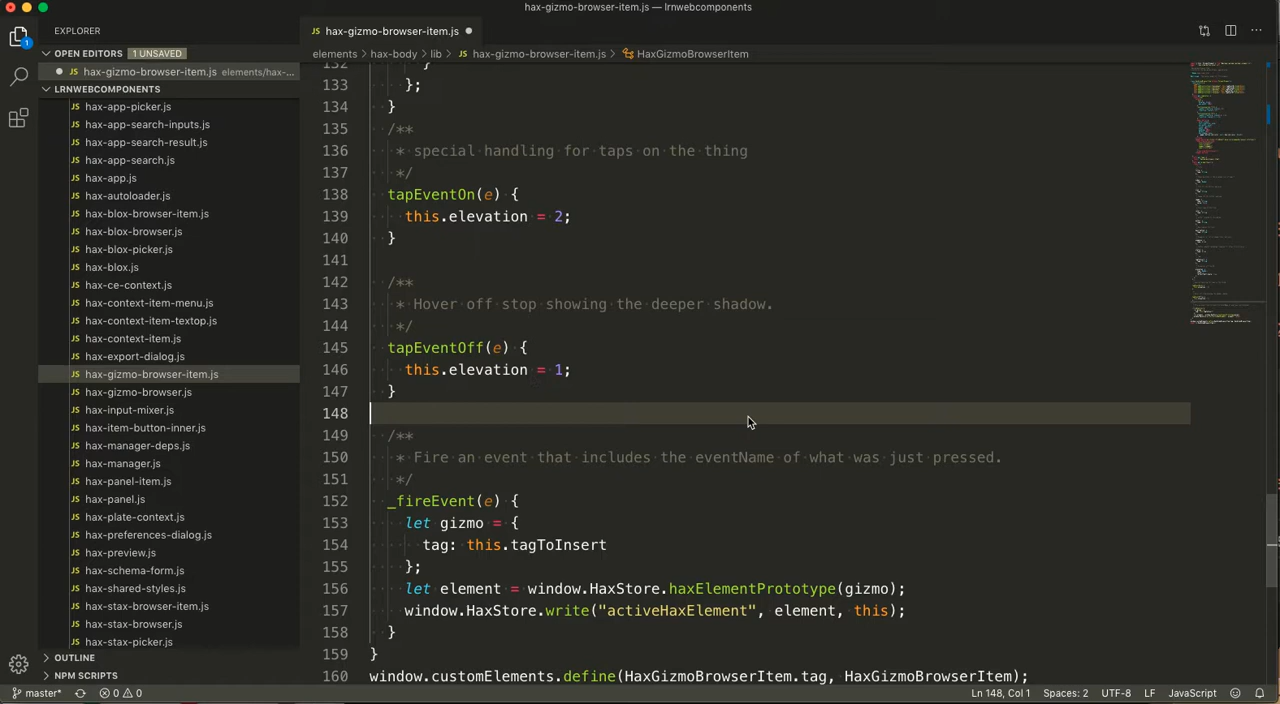 hax-gizmo-browser-item.js — lrnwebcomponents
EXPLORER
OPEN EDITORS 1 UNSAVED
hax-gizmo-browser-item.js elements/hax-...
LRNWEBCOMPONENTS
hax-app-picker.js
hax-app-search-inputs.js
hax-app-search-result.js
hax-app-search.js
hax-app.js
hax-autoloader.js
hax-blox-browser-item.js
hax-blox-browser.js
hax-blox-picker.js
hax-blox.js
hax-ce-context.js
hax-context-item-menu.js
hax-context-item-textop.js
hax-context-item.js
hax-export-dialog.js
hax-gizmo-browser-item.js
hax-gizmo-browser.js
hax-input-mixer.js
hax-item-button-inner.js
hax-manager-deps.js
hax-manager.js
hax-panel-item.js
hax-panel.js
hax-plate-context.js
hax-preferences-dialog.js
hax-preview.js
hax-schema-form.js
hax-shared-styles.js
hax-stax-browser-item.js
hax-stax-browser.js
hax-stax-picker.js
OUTLINE
NPM SCRIPTS
JS hax-gizmo-browser-item.js
elements › hax-body › lib › JS hax-gizmo-browser-item.js › HaxGizmoBrowserItem
132 }
133 };
134 }
135 /**
136 * special handling for taps on the thing
137 */
138 tapEventOn(e) {
139 this.elevation = 2;
140 }
141
142 /**
143 * Hover off stop showing the deeper shadow.
144 */
145 tapEventOff(e) {
146 this.elevation = 1;
147 }
148
149 /**
150 * Fire an event that includes the eventName of what was just pressed.
151 */
152 _fireEvent(e) {
153 let gizmo = {
154 tag: this.tagToInsert
155 };
156 let element = window.HaxStore.haxElementPrototype(gizmo);
157 window.HaxStore.write("activeHaxElement", element, this);
158 }
159 }
160 window.customElements.define(HaxGizmoBrowserItem.tag, HaxGizmoBrowserItem);
master* 0 0 Ln 148, Col 1 Spaces: 2 UTF-8 LF JavaScript